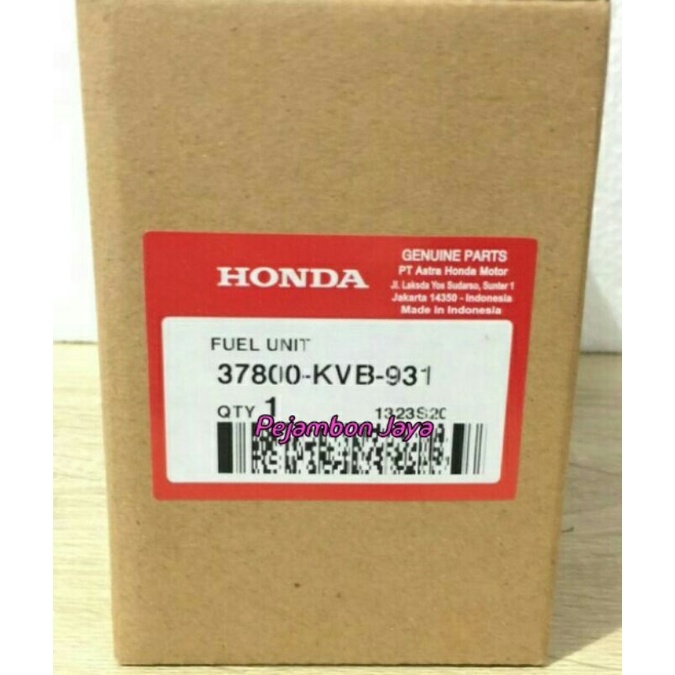 HONDA
GENUINE PARTS
PT Astra Honda Motor
Jl. Laksda Yos Sudarso, Sunter 1
Jakarta 14350 - Indonesia
Made in Indonesia
FUEL UNIT
37800-KVB-931
QTY 1 1323S20
Pejambon Jaya